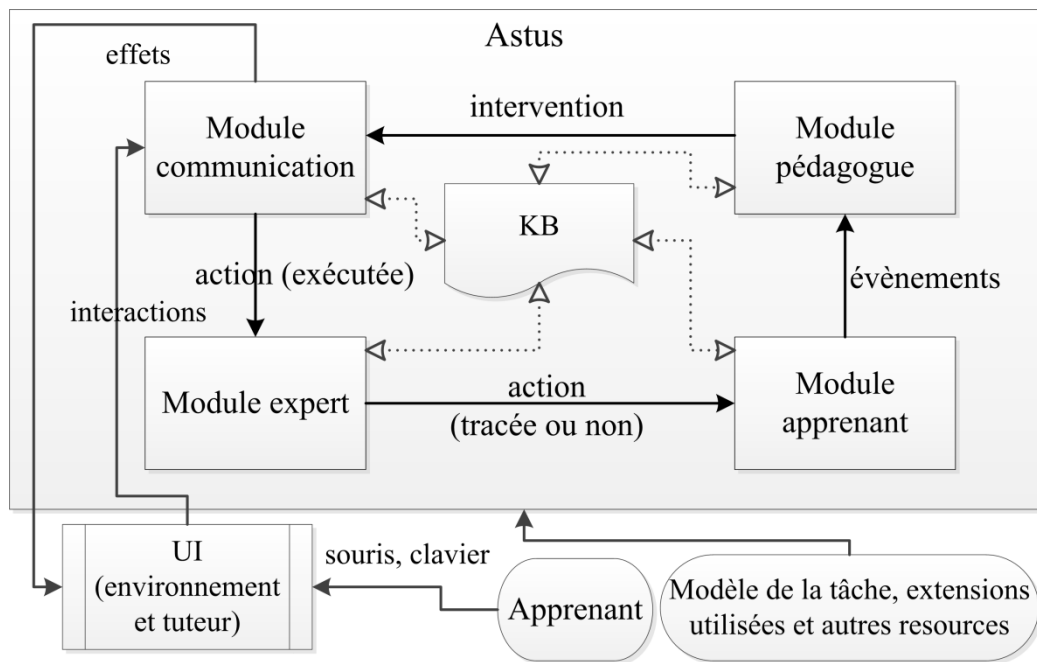 Astus
effets
Module
communication
intervention
Module
pédagogue
KB
action (exécutée)
évènements
interactions
Module expert
action
(tracée ou non)
Module
apprenant
UI
(environnement
et tuteur)
souris, clavier
Apprenant
Modèle de la tâche, extensions
utilisées et autres resources